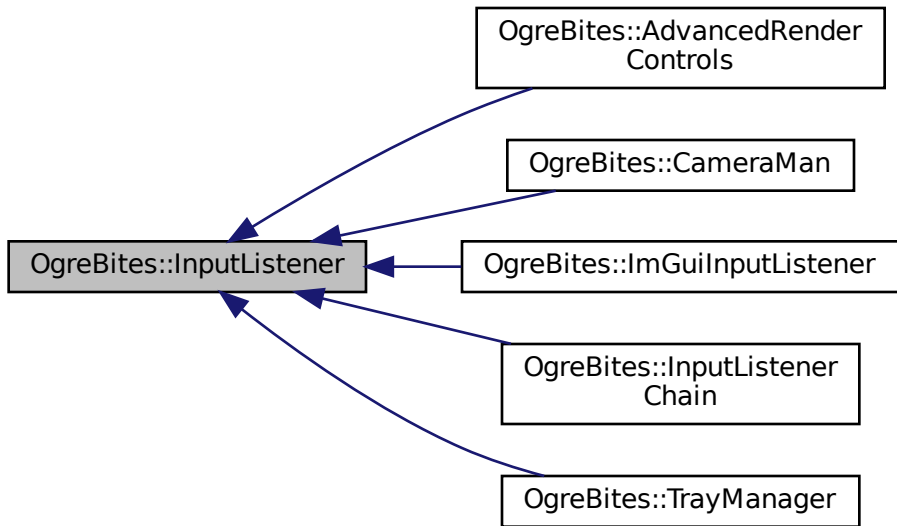 OgreBites::AdvancedRender
Controls
OgreBites::CameraMan
OgreBites::InputListener
OgreBites::ImGuiInputListener
OgreBites::InputListener
Chain
OgreBites::TrayManager